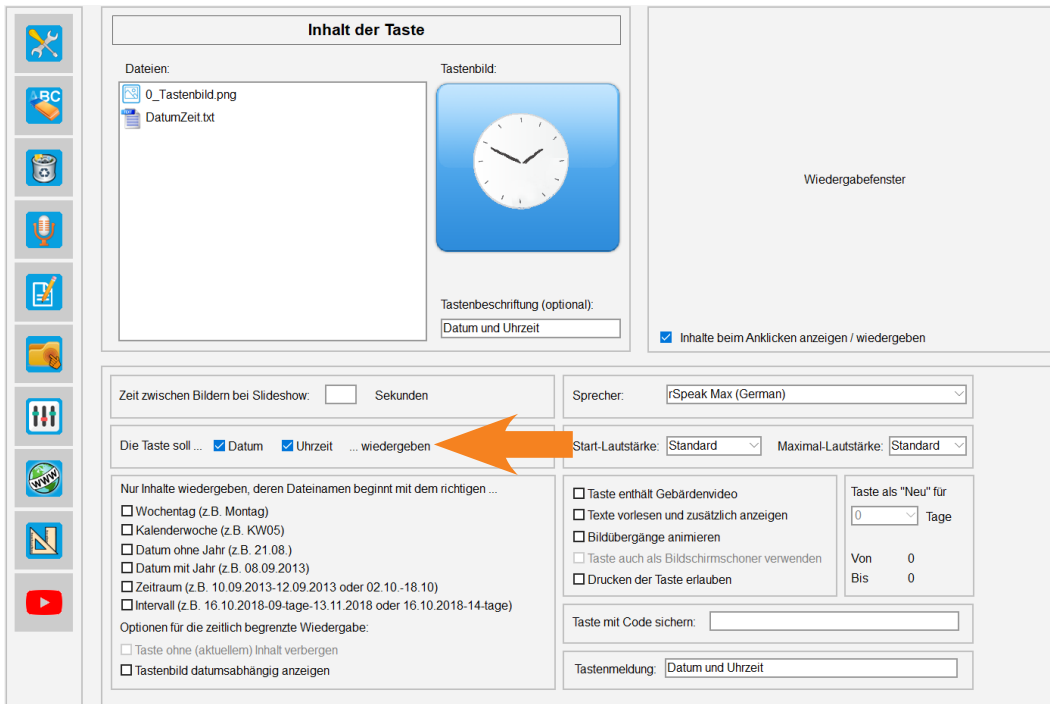 ABC
WWW
Inhalt der Taste
Dateien:
0_Tastenbild.png
DatumZeit.txt
Tastenbild:
Tastenbeschriftung (optional):
Datum und Uhrzeit
Wiedergabefenster
Inhalte beim Anklicken anzeigen / wiedergeben
Zeit zwischen Bildern bei Slideshow: Sekunden
Die Taste soll ... Datum Uhrzeit ... wiedergeben
Nur Inhalte wiedergeben, deren Dateinamen beginnt mit dem richtigen ...
Wochentag (z.B. Montag)
Kalenderwoche (z.B. KW05)
Datum ohne Jahr (z.B. 21.08.)
Datum mit Jahr (z.B. 08.09.2013)
Zeitraum (z.B. 10.09.2013-12.09.2013 oder 02.10.-18.10)
Intervall (z.B. 16.10.2018-09-tage-13.11.2018 oder 16.10.2018-14-tage)
Optionen für die zeitlich begrenzte Wiedergabe:
Taste ohne (aktuellem) Inhalt verbergen
Tastenbild datumsabhängig anzeigen
Sprecher: rSpeak Max (German)
Start-Lautstärke: Standard Maximal-Lautstärke: Standard
Taste enthält Gebärdenvideo
Texte vorlesen und zusätzlich anzeigen
Bildübergänge animieren
Taste auch als Bildschirmschoner verwenden
Drucken der Taste erlauben
Taste als "Neu" für
0 Tage
Von 0
Bis 0
Taste mit Code sichern:
Tastenmeldung: Datum und Uhrzeit